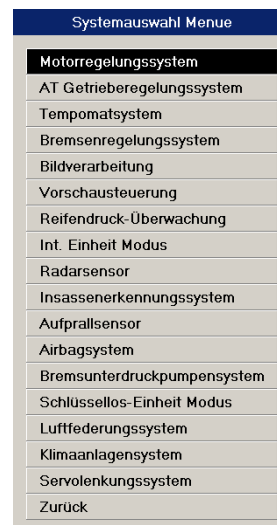 Systemauswahl Menue
Motorregelungssystem
AT Getrieberegelungssystem
Tempomatsystem
Bremsenregelungssystem
Bildverarbeitung
Vorschausteuerung
Reifendruck-Überwachung
Int. Einheit Modus
Radarsensor
Insassenerkennungssystem
Aufprallsensor
Airbagsystem
Bremsunterdruckpumpensystem
Schlüssellos-Einheit Modus
Luftfederungssystem
Klimaanlagensystem
Servolenkungssystem
Zurück